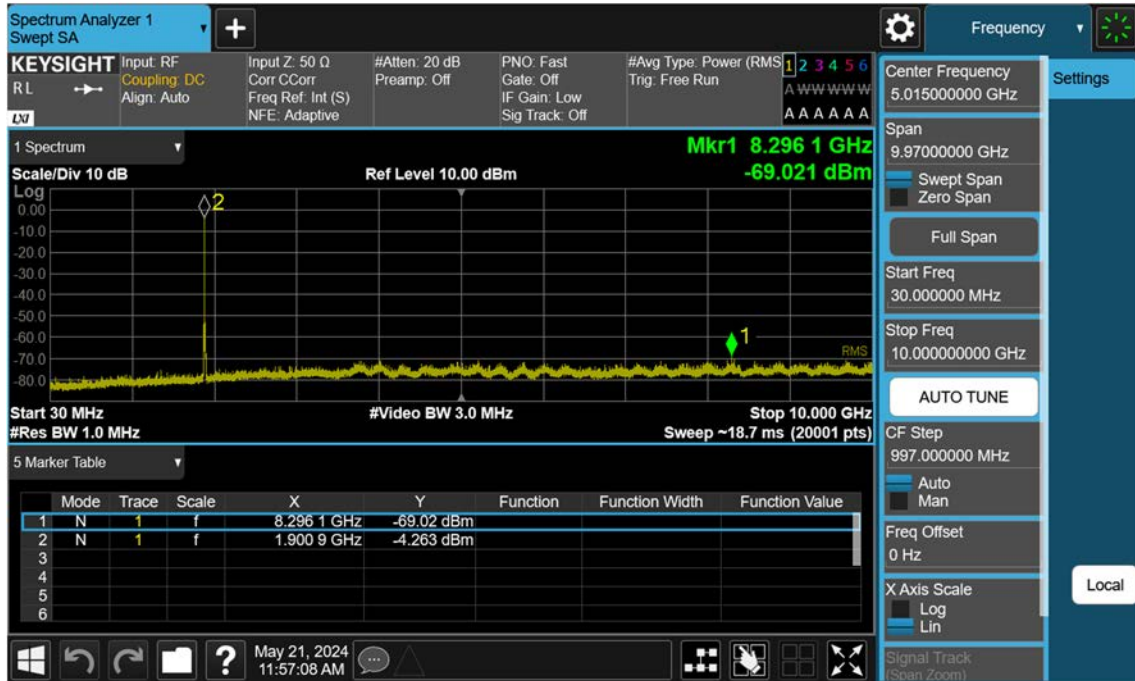 Spectrum Analyzer 1
Swept SA
+
Frequency
KEYSIGHT
RL
LXI
Input: RF
Coupling: DC
Align: Auto
Input Z: 50 Ω
Corr CCorr
Freq Ref: Int (S)
NFE: Adaptive
#Atten: 20 dB
Preamp: Off
PNO: Fast
Gate: Off
IF Gain: Low
Sig Track: Off
#Avg Type: Power (RMS
Trig: Free Run
1 2 3 4 5 6
A W W W W W
A A A A A A
1 Spectrum
Mkr1 8.296 1 GHz
-69.021 dBm
Scale/Div 10 dB
Ref Level 10.00 dBm
Log
0.00
-10.0
-20.0
-30.0
-40.0
-50.0
-60.0
-70.0
-80.0
2
1
RMS
Start 30 MHz
#Video BW 3.0 MHz
Stop 10.000 GHz
#Res BW 1.0 MHz
Sweep ~18.7 ms (20001 pts)
5 Marker Table
Mode Trace Scale X Y Function Function Width Function Value
1 N 1 f 8.296 1 GHz -69.02 dBm
2 N 1 f 1.900 9 GHz -4.263 dBm
3
4
5
6
May 21, 2024
11:57:08 AM
?
Center Frequency
5.015000000 GHz
Settings
Span
9.97000000 GHz
Swept Span
Zero Span
Full Span
Start Freq
30.000000 MHz
Stop Freq
10.000000000 GHz
AUTO TUNE
CF Step
997.000000 MHz
Auto
Man
Freq Offset
0 Hz
X Axis Scale
Log
Lin
Local
Signal Track
(Span Zoom)